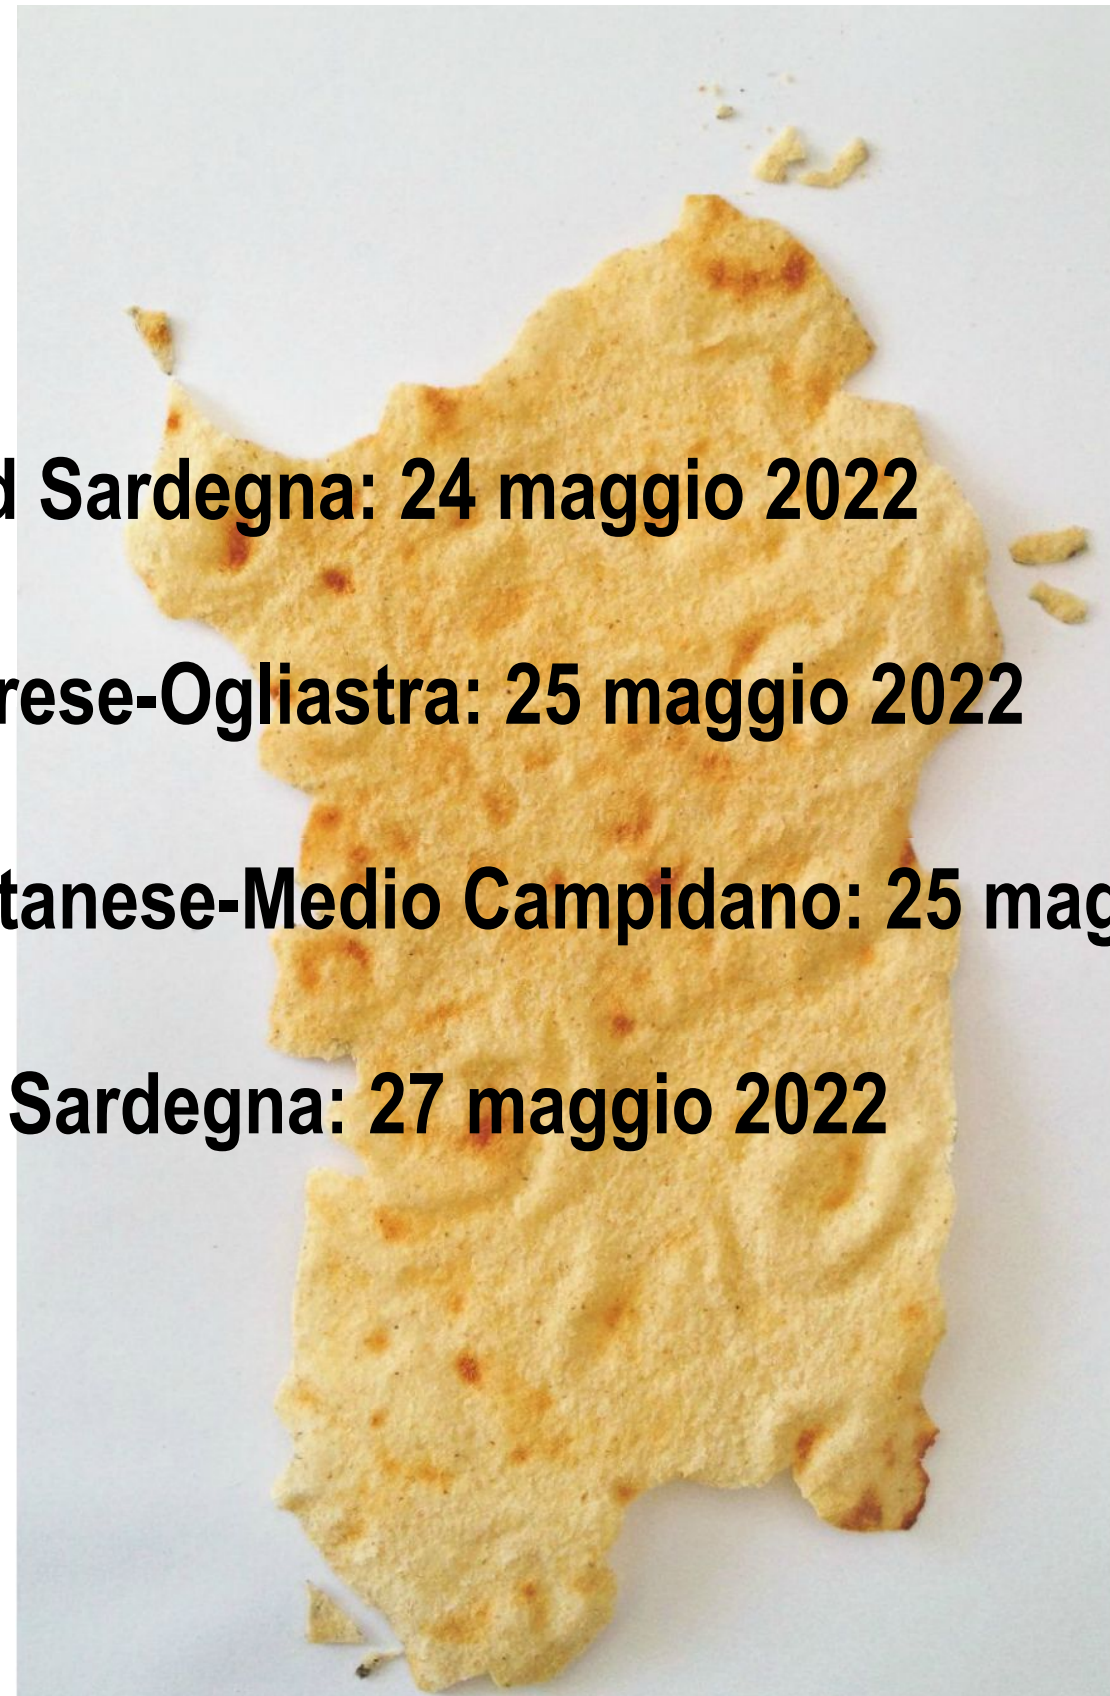 d Sardegna: 24 maggio 2022
rese-Ogliastra: 25 maggio 2022
tanese-Medio Campidano: 25 mag
Sardegna: 27 maggio 2022